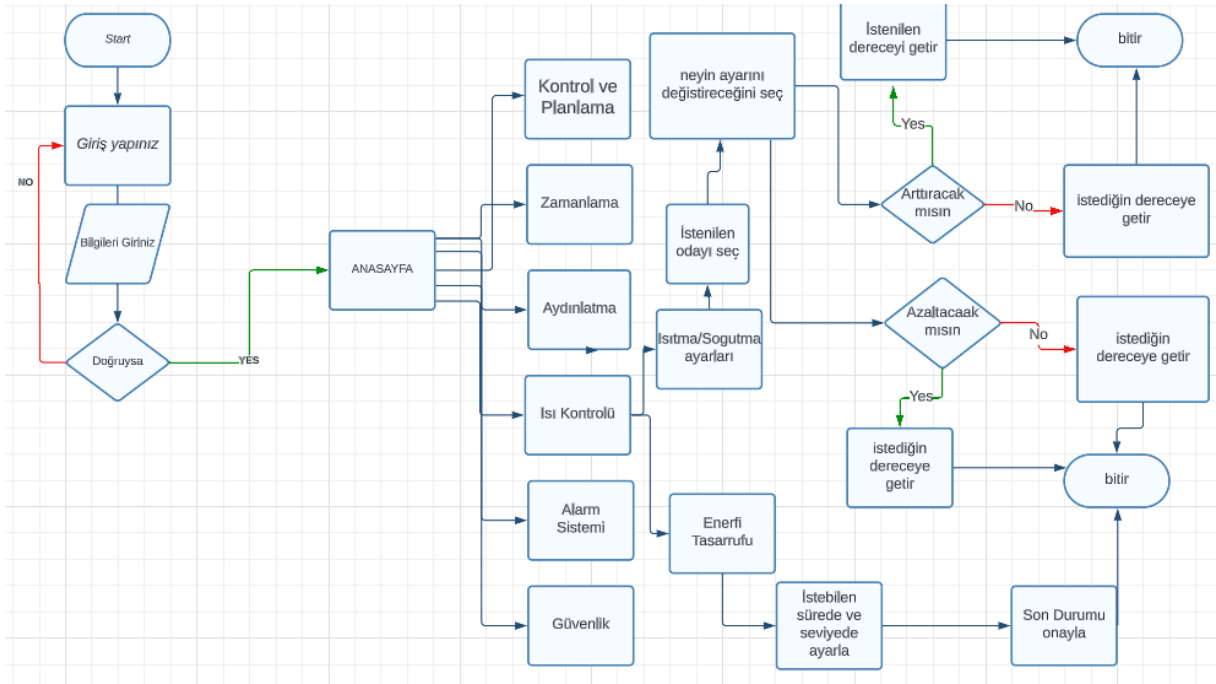 Start
Giriş yapınız
NO
Bilgileri Giriniz
Doğruysa
YES
ANASAYFA
Kontrol ve
Planlama
Zamanlama
Aydınlatma
İsı Kontrolü
Alarm
Sistemi
Güvenlik
neyin ayarını
değistireceğini seç
İstenilen
odayı seç
Isıtma/Sogutma
ayarları
Enerfi
Tasarrufu
İstebilen
sürede ve
seviyede
ayarla
Son Durumu
onayla
İstenilen
dereceyi getir
bitir
Yes
Arttıracak
mısın
No
istediğin dereceye
getir
Azaltacaak
mısın
No
istediğin
dereceye getir
Yes
istediğin
dereceye
getir
bitir